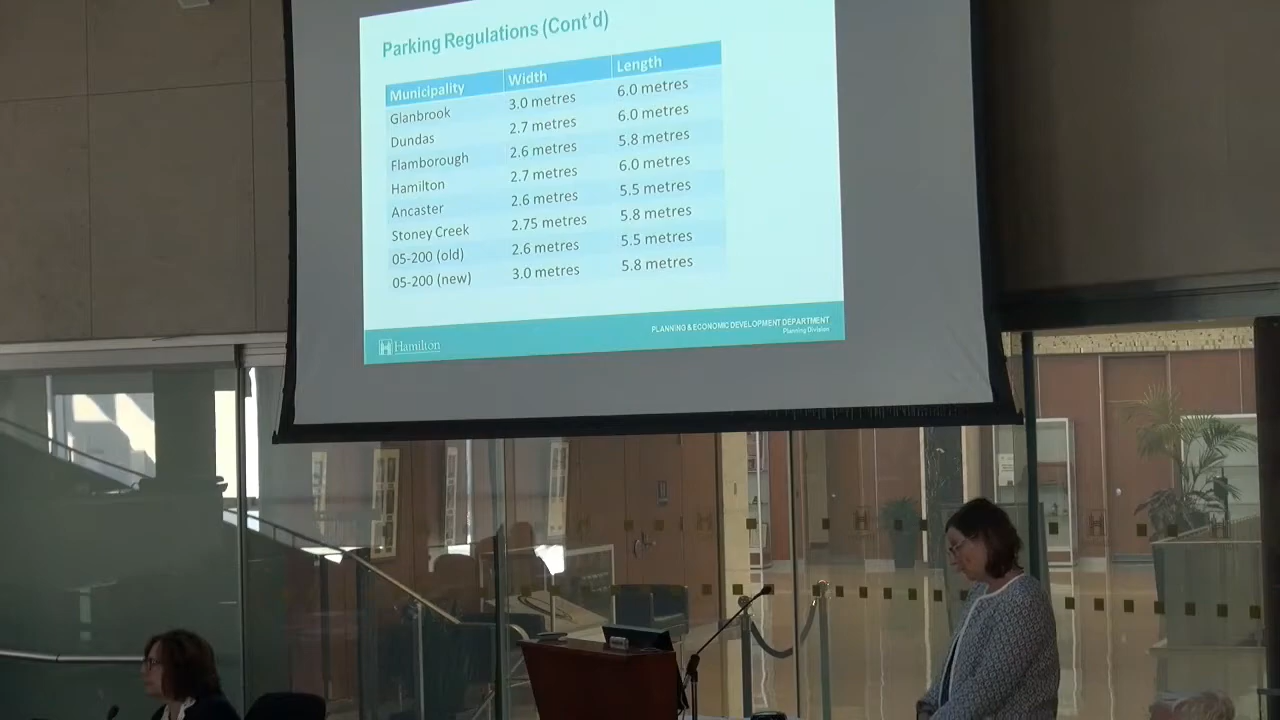 Parking Regulations (Cont'd)
Municipality Width Length
Glanbrook 3.0 metres 6.0 metres
Dundas 2.7 metres 6.0 metres
Flamborough 2.6 metres 5.8 metres
Hamilton 2.7 metres 6.0 metres
Ancaster 2.6 metres 5.5 metres
Stoney Creek 2.75 metres 5.8 metres
05-200 (old) 2.6 metres 5.5 metres
05-200 (new) 3.0 metres 5.8 metres
PLANNING & ECONOMIC DEVELOPMENT DEPARTMENT
Planning Division
Hamilton